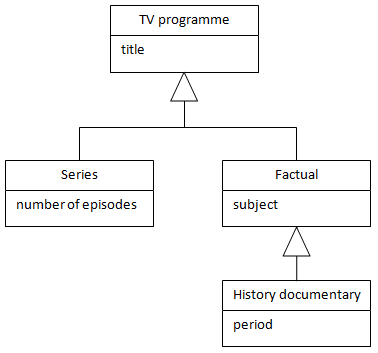 TV programme
title
Series
number of episodes
Factual
subject
History documentary
period